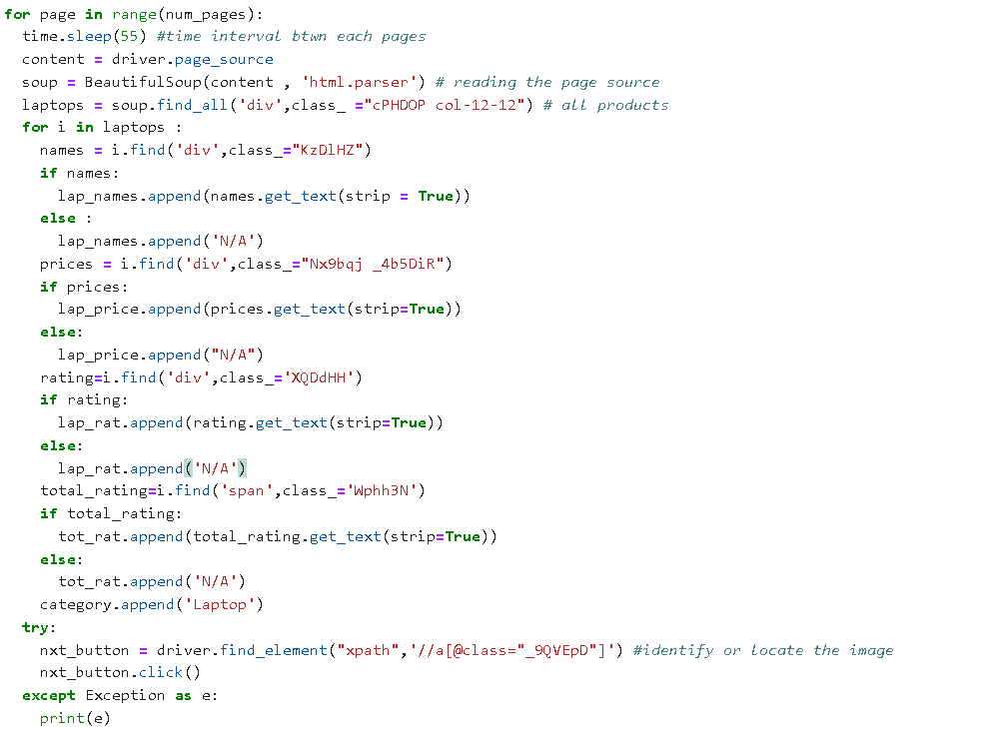 for page in range(num_pages):
  time.sleep(55) #time interval btwn each pages
  content = driver.page_source
  soup = BeautifulSoup(content , 'html.parser') # reading the page source
  laptops = soup.find_all('div',class_ ="cPHDOP col-12-12") # all products
  for i in laptops :
    names = i.find('div',class_="KzDlHZ")
    if names:
      lap_names.append(names.get_text(strip = True))
    else :
      lap_names.append('N/A')
    prices = i.find('div',class_="Nx9bqj _4b5DiR")
    if prices:
      lap_price.append(prices.get_text(strip=True))
    else:
      lap_price.append("N/A")
    rating=i.find('div',class_='XQDdHH')
    if rating:
      lap_rat.append(rating.get_text(strip=True))
    else:
      lap_rat.append('N/A')
    total_rating=i.find('span',class_='Wphh3N')
    if total_rating:
      tot_rat.append(total_rating.get_text(strip=True))
    else:
      tot_rat.append('N/A')
    category.append('Laptop')
  try:
    nxt_button = driver.find_element("xpath",'//a[@class="_9QVEpD"]') #identify or locate the image
    nxt_button.click()
  except Exception as e:
    print(e)